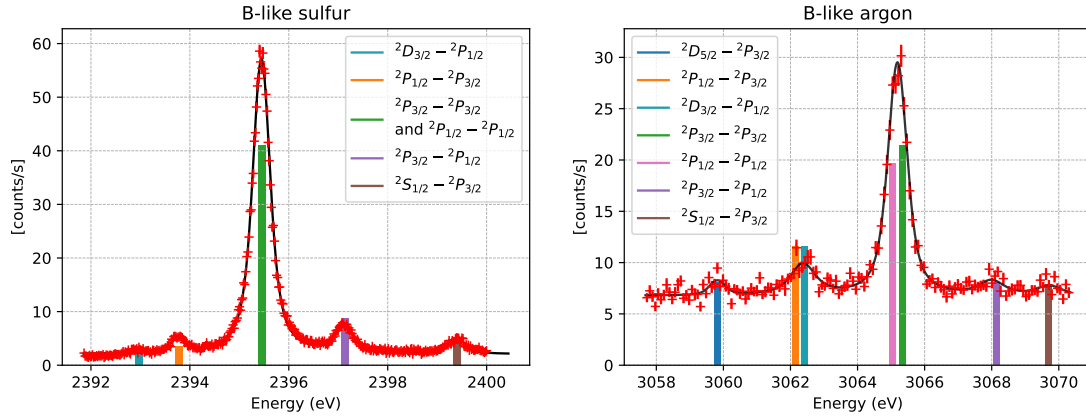 B-like sulfur
[counts/s]
60
50
40
30
20
10
0
2392
2394
2396
2398
2400
Energy (eV)
²D₃/₂ − ²P₁/₂
²P₁/₂ − ²P₃/₂
²P₃/₂ − ²P₃/₂
and ²P₁/₂ − ²P₁/₂
²P₃/₂ − ²P₁/₂
²S₁/₂ − ²P₃/₂
B-like argon
[counts/s]
30
25
20
15
10
5
0
3058
3060
3062
3064
3066
3068
3070
Energy (eV)
²D₅/₂ − ²P₃/₂
²P₁/₂ − ²P₃/₂
²D₃/₂ − ²P₁/₂
²P₃/₂ − ²P₃/₂
²P₁/₂ − ²P₁/₂
²P₃/₂ − ²P₁/₂
²S₁/₂ − ²P₃/₂